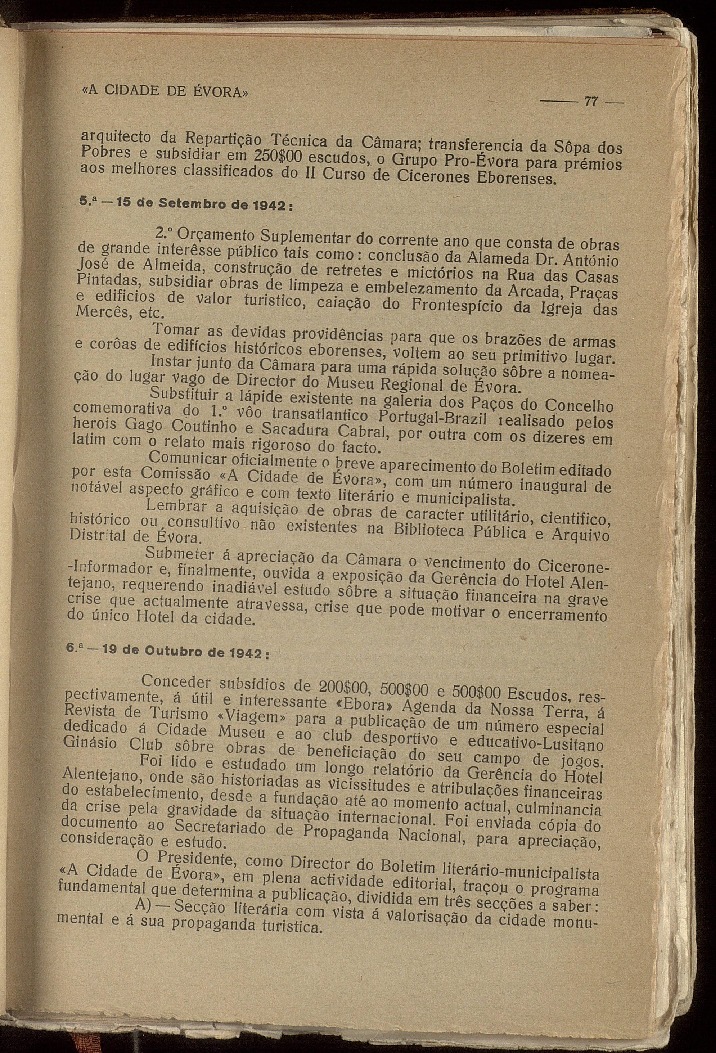 «A CIDADE DE ÉVORA»
77
arquitecto da Repartição Técnica da Câmara; transferencia da Sôpa dos
Pobres e subsidiar em 250$00 escudos, o Grupo Pro-Évora para prémios
aos melhores classificados do II Curso de Cicerones Eborenses.
5.ª — 15 de Setembro de 1942:
2.º Orçamento Suplementar do corrente ano que consta de obras
de grande interêsse público tais como: conclusão da Alameda Dr. António
José de Almeida, construção de retretes e mictórios na Rua das Casas
Pintadas, subsidiar obras de limpeza e embelezamento da Arcada, Praças
e edificios de valor turistico, caiação do Frontespício da Igreja das
Mercês, etc.
Tomar as devidas providências para que os brazões de armas
e corôas de edifícios históricos eborenses, voltem ao seu primitivo lugar.
Instar junto da Câmara para uma rápida solução sôbre a nomea-
ção do lugar vago de Director do Museu Regional de Évora.
Substituir a lápide existente na galeria dos Paços do Concelho
comemorativa do 1.º vôo transatlantico Portugal-Brazil realisado pelos
herois Gago Coutinho e Sacadura Cabral, por outra com os dizeres em
latim com o relato mais rigoroso do facto.
Comunicar oficialmente o breve aparecimento do Boletim editado
por esta Comissão «A Cidade de Évora», com um número inaugural de
notável aspecto gráfico e com texto literário e municipalista.
Lembrar a aquisição de obras de caracter utilitário, cientifico,
histórico ou consultivo não existentes na Biblioteca Pública e Arquivo
Distrital de Évora.
Submeter á apreciação da Câmara o vencimento do Cicerone-
-Informador e, finalmente, ouvida a exposição da Gerência do Hotel Alen-
tejano, requerendo inadiável estudo sôbre a situação financeira na grave
crise que actualmente atravessa, crise que pode motivar o encerramento
do único Hotel da cidade.
6.ª — 19 de Outubro de 1942:
Conceder subsídios de 200$00, 500$00 e 500$00 Escudos, res-
pectivamente, á útil e interessante «Ebora» Agenda da Nossa Terra, á
Revista de Turismo «Viagem» para a publicação de um número especial
dedicado á Cidade Museu e ao club desportivo e educativo-Lusitano
Ginásio Club sôbre obras de beneficiação do seu campo de jogos.
Foi lido e estudado um longo relatório da Gerência do Hotel
Alentejano, onde são historiadas as vicissitudes e atribulações financeiras
do estabelecimento, desde a fundação até ao momento actual, culminancia
da crise pela gravidade da situação internacional. Foi enviada cópia do
documento ao Secretariado de Propaganda Nacional, para apreciação,
consideração e estudo.
O Presidente, como Director do Boletim literário-municipalista
«A Cidade de Évora», em plena actividade editorial, traçou o programa
fundamental que determina a publicação, dividida em três secções a saber:
A) — Secção literária com vista á valorisação da cidade monu-
mental e á sua propaganda turistica.